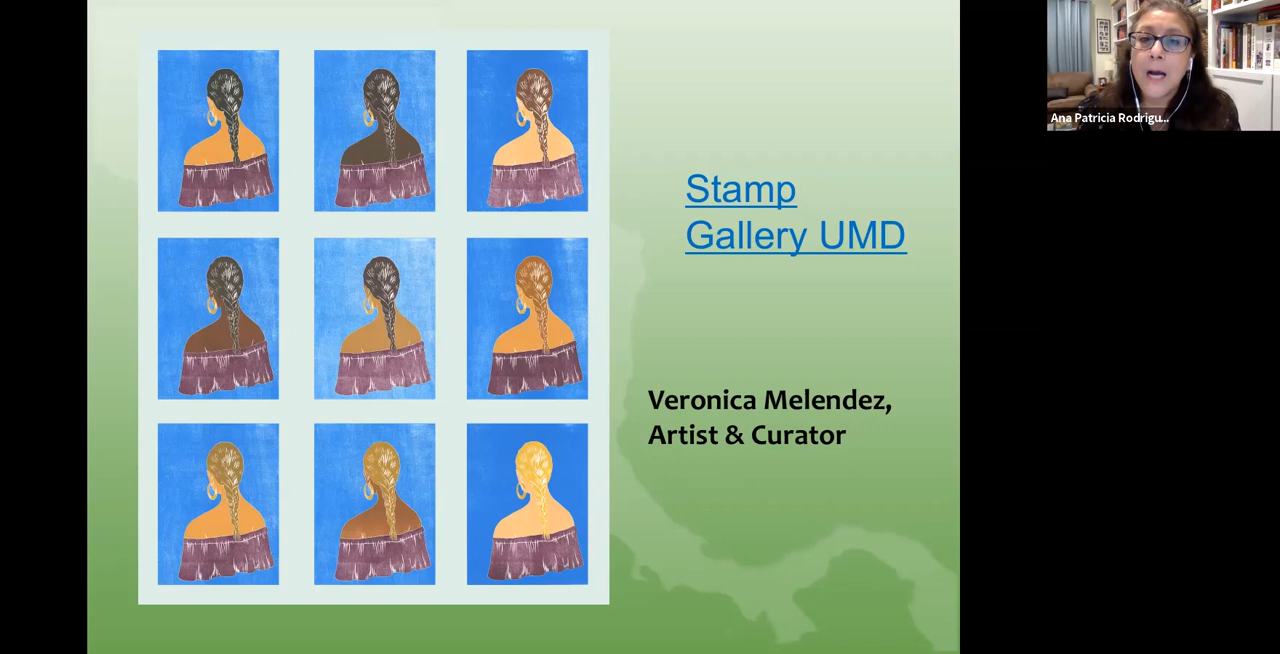 Stamp
Gallery UMD
Veronica Melendez,
Artist & Curator
Ana Patricia Rodrigu...